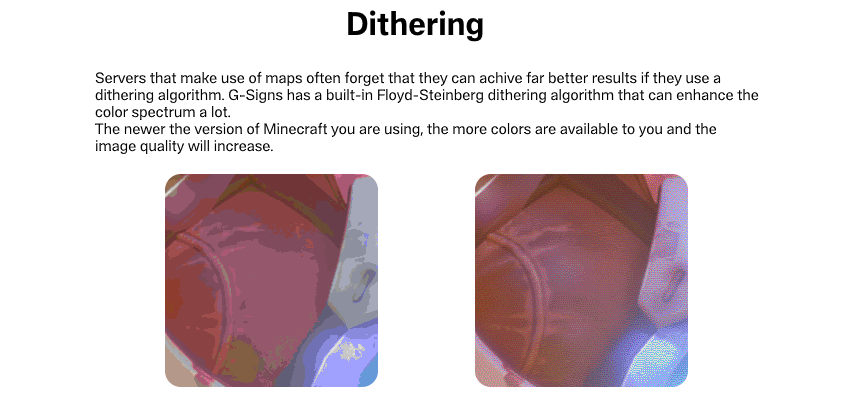 Dithering
Servers that make use of maps often forget that they can achive far better results if they use a
dithering algorithm. G-Signs has a built-in Floyd-Steinberg dithering algorithm that can enhance the
color spectrum a lot.
The newer the version of Minecraft you are using, the more colors are available to you and the
image quality will increase.